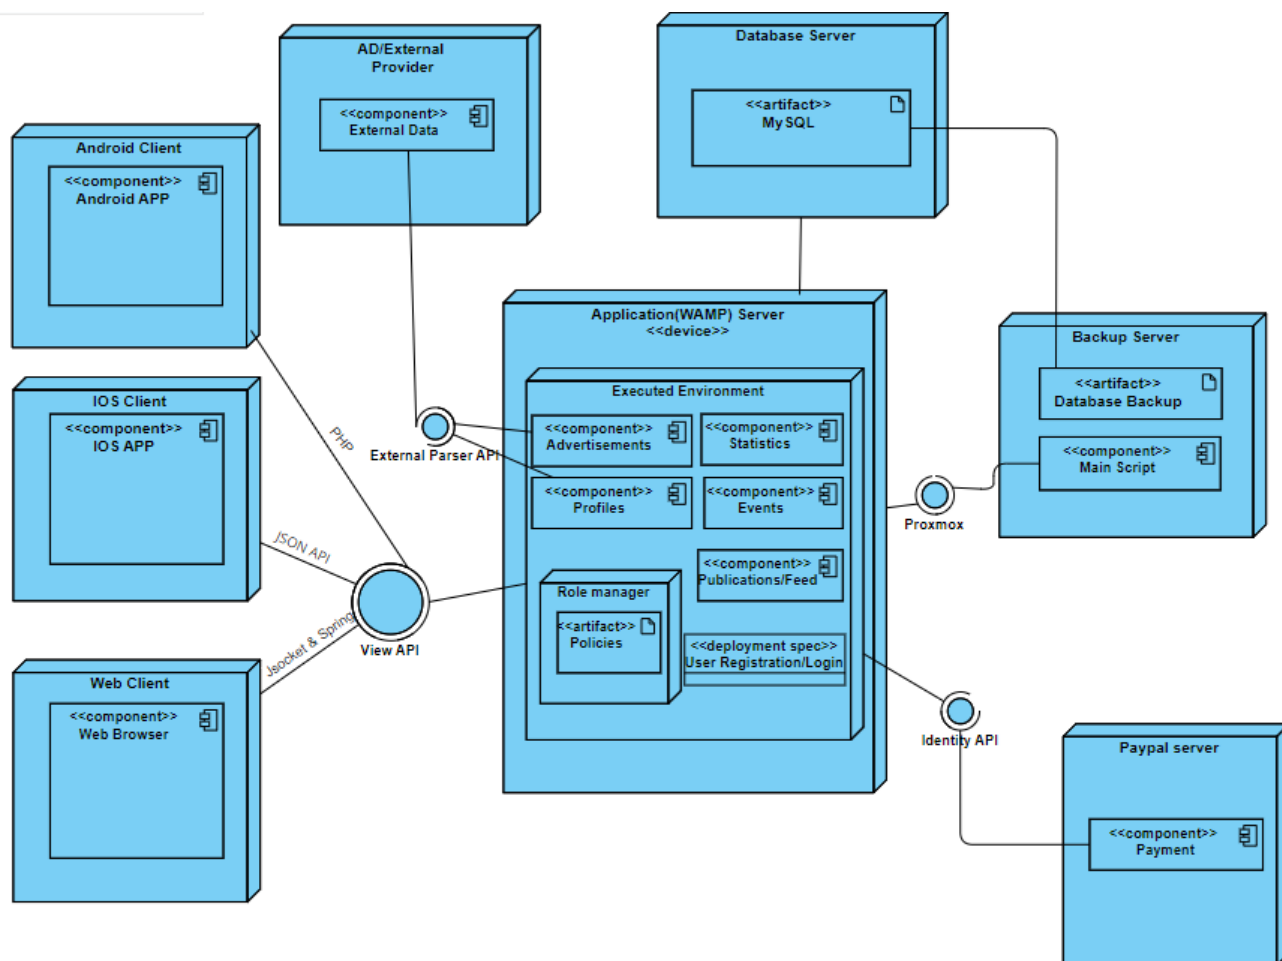 AD/External
Provider
<<component>>
External Data
Database Server
<<artifact>>
MySQL
Android Client
<<component>>
Android APP
Application(WAMP) Server
<<device>>
Executed Environment
<<component>>
Advertisements
<<component>>
Statistics
<<component>>
Profiles
<<component>>
Events
<<component>>
Publications/Feed
Role manager
<<artifact>>
Policies
<<deployment spec>>
User Registration/Login
Backup Server
<<artifact>>
Database Backup
<<component>>
Main Script
IOS Client
<<component>>
IOS APP
PHP
External Parser API
Proxmox
JSON API
Jsocket & Spring
View API
Web Client
<<component>>
Web Browser
Identity API
Paypal server
<<component>>
Payment